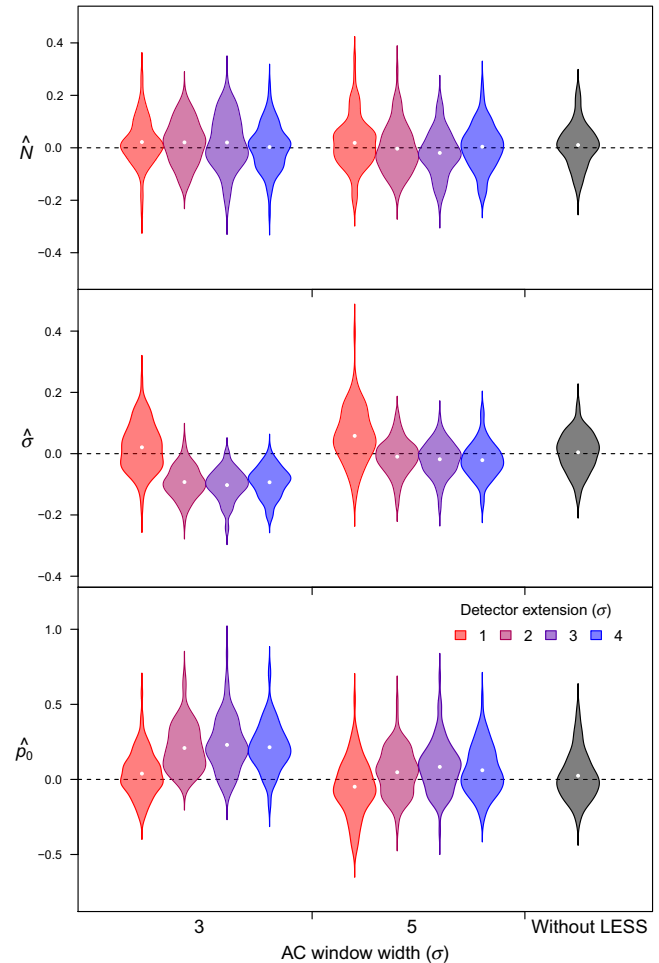 0.4
0.2
N̂
0.0
−0.2
−0.4
0.4
0.2
σ̂
0.0
−0.2
−0.4
Detector extension (σ)
1 2 3 4
1.0
0.5
p̂₀
0.0
−0.5
3 5 Without LESS
AC window width (σ)